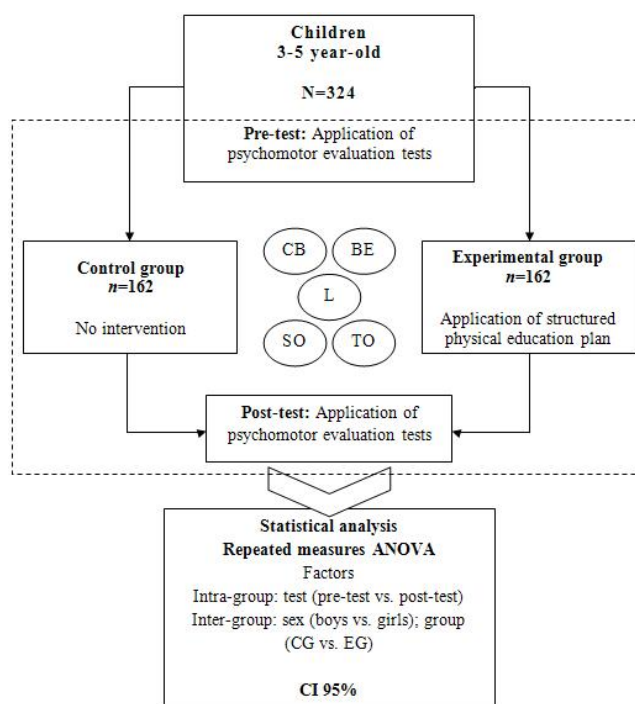 Children
3-5 year-old
N=324
Pre-test: Application of
psychomotor evaluation tests
Control group
n=162
No intervention
CB
BE
L
SO
TO
Experimental group
n=162
Application of structured
physical education plan
Post-test: Application of
psychomotor evaluation tests
Statistical analysis
Repeated measures ANOVA
Factors
Intra-group: test (pre-test vs. post-test)
Inter-group: sex (boys vs. girls); group
(CG vs. EG)
CI 95%